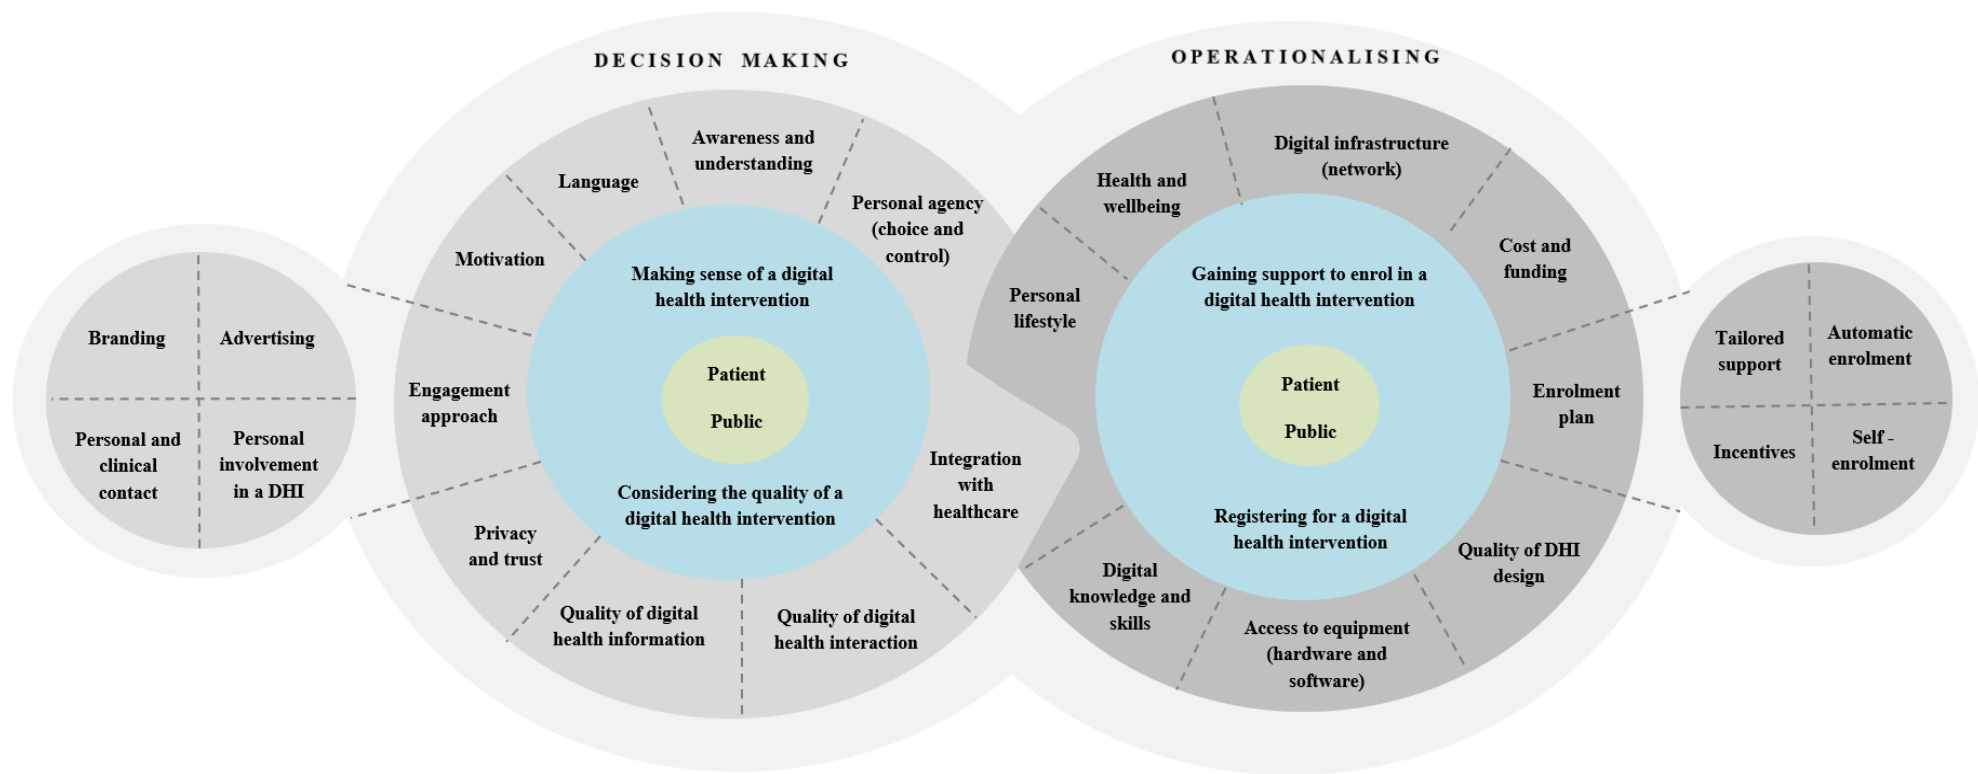 DECISION MAKING
OPERATIONALISING
Branding
Advertising
Personal and
clinical
contact
Personal
involvement
in a DHI
Awareness and
understanding
Language
Motivation
Engagement
approach
Privacy
and trust
Quality of digital
health information
Quality of digital
health interaction
Integration
with
healthcare
Personal agency
(choice and
control)
Making sense of a digital
health intervention
Patient
Public
Considering the quality of a
digital health intervention
Digital infrastructure
(network)
Health and
wellbeing
Personal
lifestyle
Digital
knowledge and
skills
Access to equipment
(hardware and
software)
Quality of DHI
design
Enrolment
plan
Cost and
funding
Gaining support to enrol in a
digital health intervention
Patient
Public
Registering for a digital
health intervention
Tailored
support
Automatic
enrolment
Incentives
Self -
enrolment